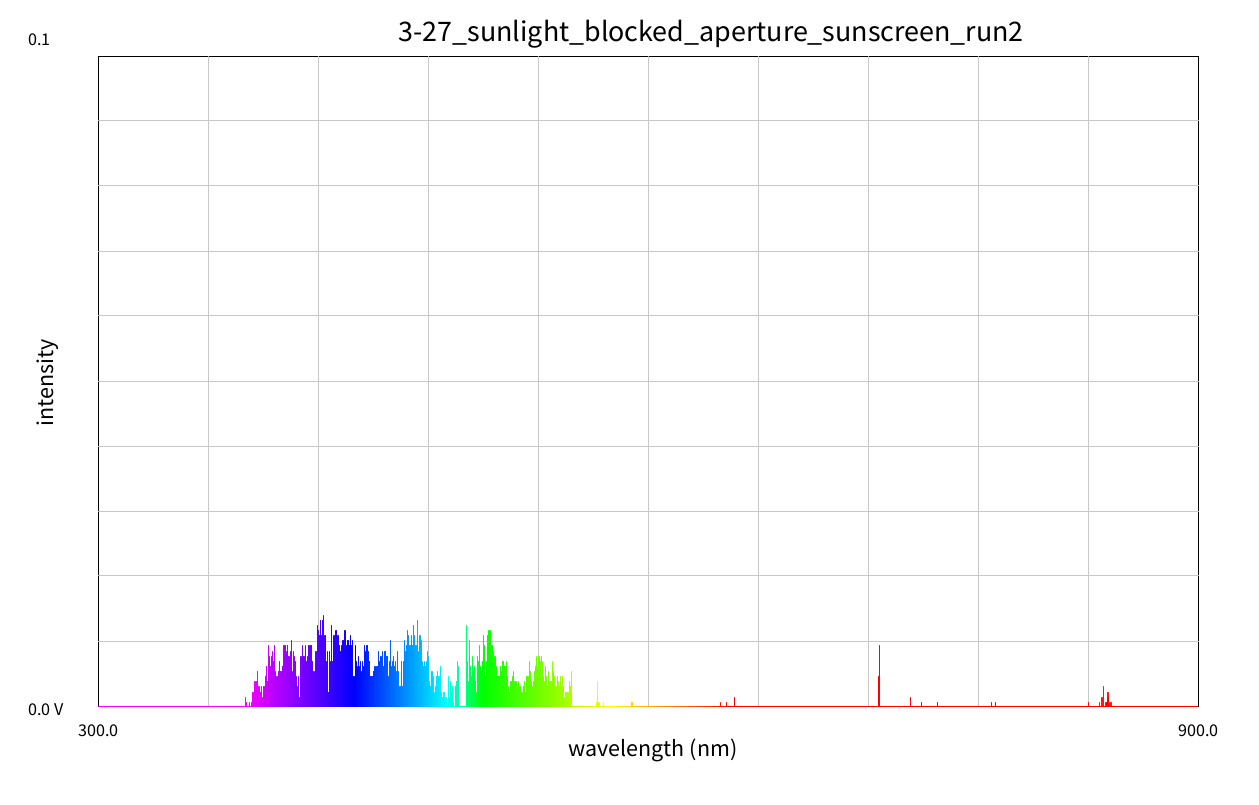 3-27_sunlight_blocked_aperture_sunscreen_run2
0.1
intensity
0.0 V
300.0
900.0
wavelength (nm)